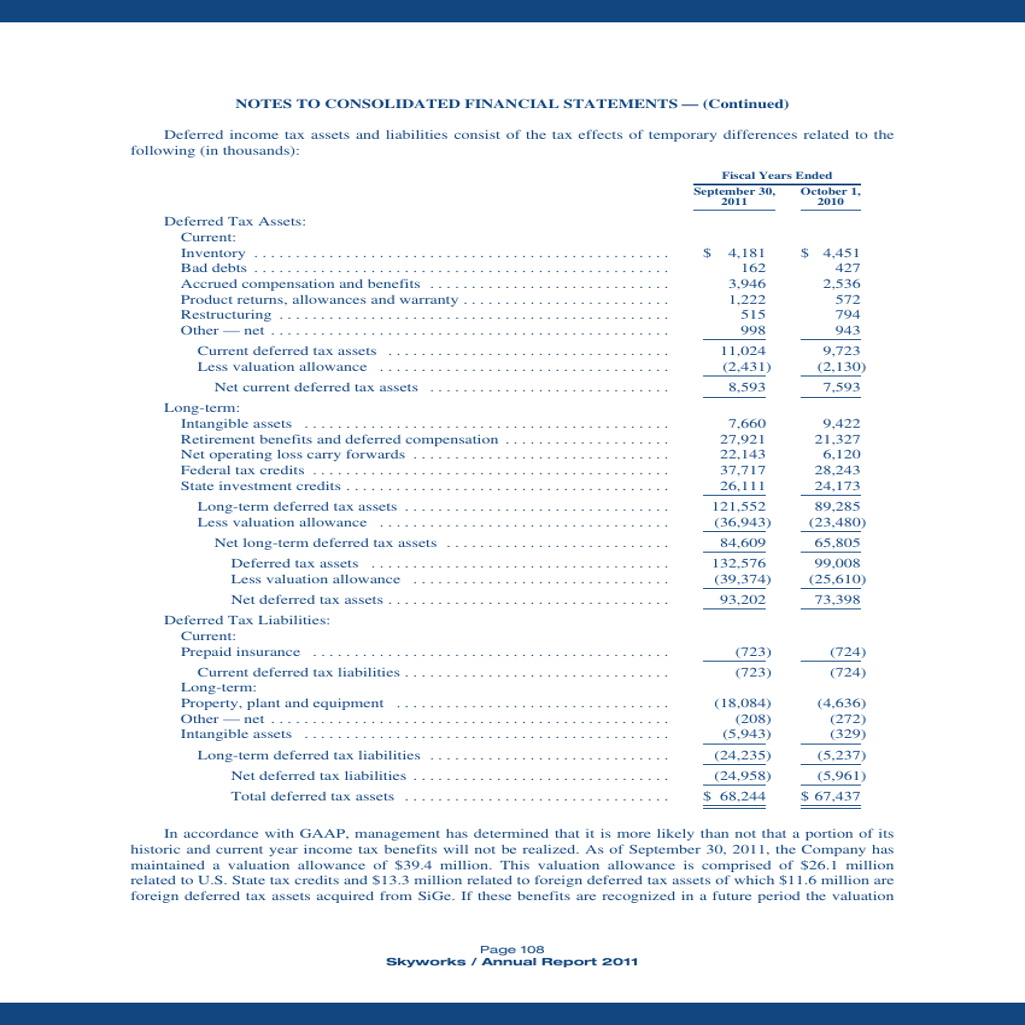 NOTES TO CONSOLIDATED FINANCIAL STATEMENTS — (Continued)
Deferred income tax assets and liabilities consist of the tax effects of temporary differences related to the
following (in thousands):
Fiscal Years Ended
September 30, 2011 October 1, 2010
Deferred Tax Assets:
Current:
Inventory $ 4,181 $ 4,451
Bad debts 162 427
Accrued compensation and benefits 3,946 2,536
Product returns, allowances and warranty 1,222 572
Restructuring 515 794
Other — net 998 943
Current deferred tax assets 11,024 9,723
Less valuation allowance (2,431) (2,130)
Net current deferred tax assets 8,593 7,593
Long-term:
Intangible assets 7,660 9,422
Retirement benefits and deferred compensation 27,921 21,327
Net operating loss carry forwards 22,143 6,120
Federal tax credits 37,717 28,243
State investment credits 26,111 24,173
Long-term deferred tax assets 121,552 89,285
Less valuation allowance (36,943) (23,480)
Net long-term deferred tax assets 84,609 65,805
Deferred tax assets 132,576 99,008
Less valuation allowance (39,374) (25,610)
Net deferred tax assets 93,202 73,398
Deferred Tax Liabilities:
Current:
Prepaid insurance (723) (724)
Current deferred tax liabilities (723) (724)
Long-term:
Property, plant and equipment (18,084) (4,636)
Other — net (208) (272)
Intangible assets (5,943) (329)
Long-term deferred tax liabilities (24,235) (5,237)
Net deferred tax liabilities (24,958) (5,961)
Total deferred tax assets $ 68,244 $ 67,437
In accordance with GAAP, management has determined that it is more likely than not that a portion of its
historic and current year income tax benefits will not be realized. As of September 30, 2011, the Company has
maintained a valuation allowance of $39.4 million. This valuation allowance is comprised of $26.1 million
related to U.S. State tax credits and $13.3 million related to foreign deferred tax assets of which $11.6 million are
foreign deferred tax assets acquired from SiGe. If these benefits are recognized in a future period the valuation
Page 108
Skyworks / Annual Report 2011